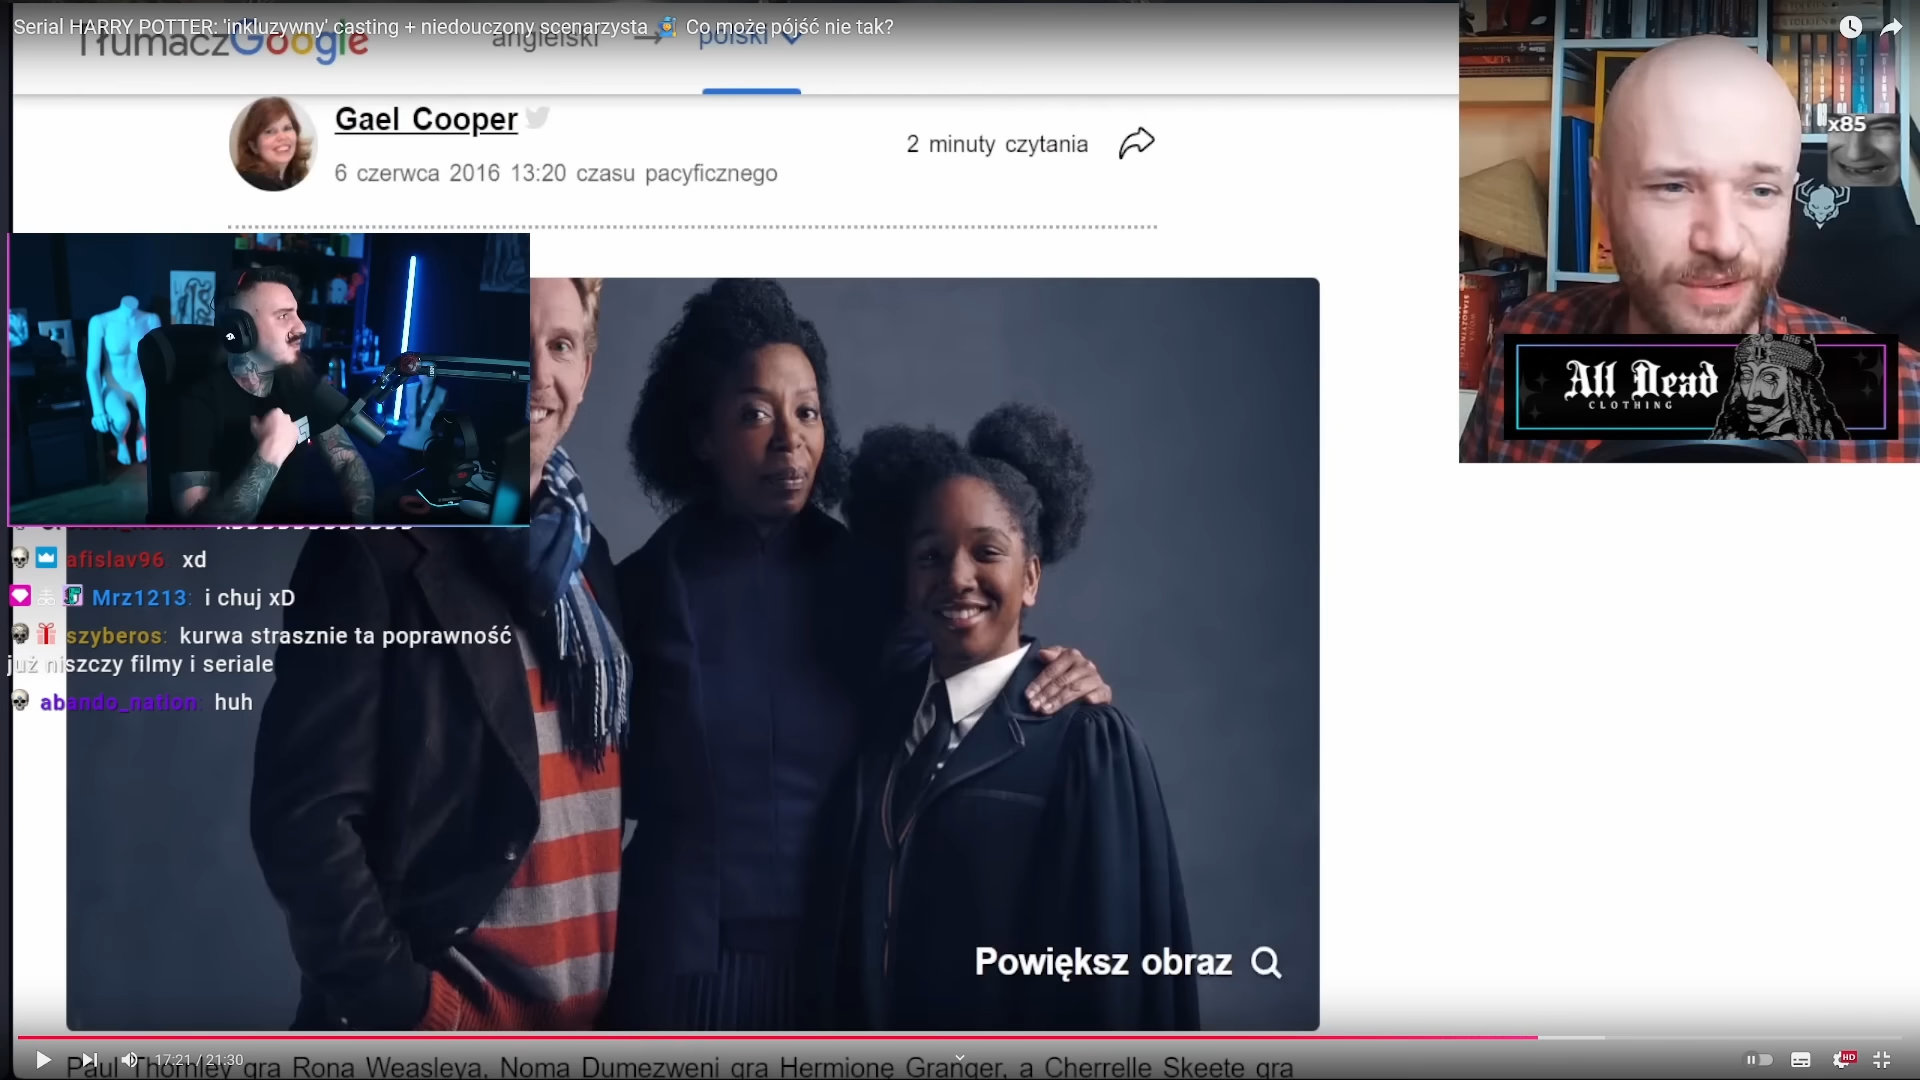 Serial HARRY POTTER: 'inkluzywny' casting + niedouczony scenarzysta 🧙‍♂️ Co może pójść nie tak?
Tłumacz Google angielski → polski
Gael Cooper
6 czerwca 2016 13:20 czasu pacyficznego
2 minuty czytania
x85
All Dead
CLOTHING
afislav96 xd
Mrz1213: i chuj xD
szyberos: kurwa strasznie ta poprawność
już niszczy filmy i seriale
abando_nation: huh
Powiększ obraz
Paul Thornley gra Rona Weasleya, Noma Dumezweni gra Hermionę Granger, a Cherrelle Skeete gra
17:21 / 21:30
HD